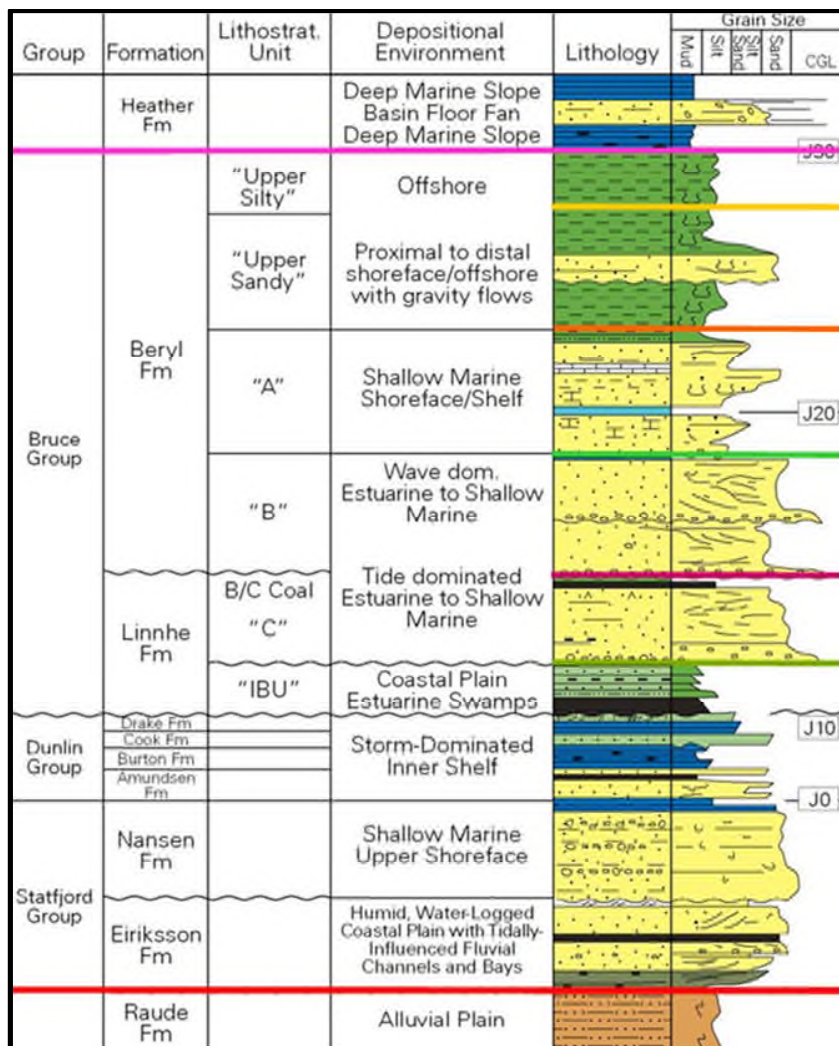 Group
Formation
Lithostrat.
Unit
Depositional
Environment
Lithology
Grain Size
Mud
Silt
Silt
Sand
Sand
CGL
Heather
Fm
Deep Marine Slope
Basin Floor Fan
Deep Marine Slope
J30
"Upper
Silty"
Offshore
"Upper
Sandy"
Proximal to distal
shoreface/offshore
with gravity flows
Beryl
Fm
"A"
Shallow Marine
Shoreface/Shelf
J20
Bruce
Group
"B"
Wave dom.
Estuarine to Shallow
Marine
B/C Coal
"C"
Tide dominated
Estuarine to Shallow
Marine
Linnhe
Fm
"IBU"
Coastal Plain
Estuarine Swamps
Dunlin
Group
Drake Fm
Cook Fm
Burton Fm
Amundsen
Fm
Storm-Dominated
Inner Shelf
J10
J0
Nansen
Fm
Shallow Marine
Upper Shoreface
Statfjord
Group
Eiriksson
Fm
Humid, Water-Logged
Coastal Plain with Tidally-
Influenced Fluvial
Channels and Bays
Raude
Fm
Alluvial Plain